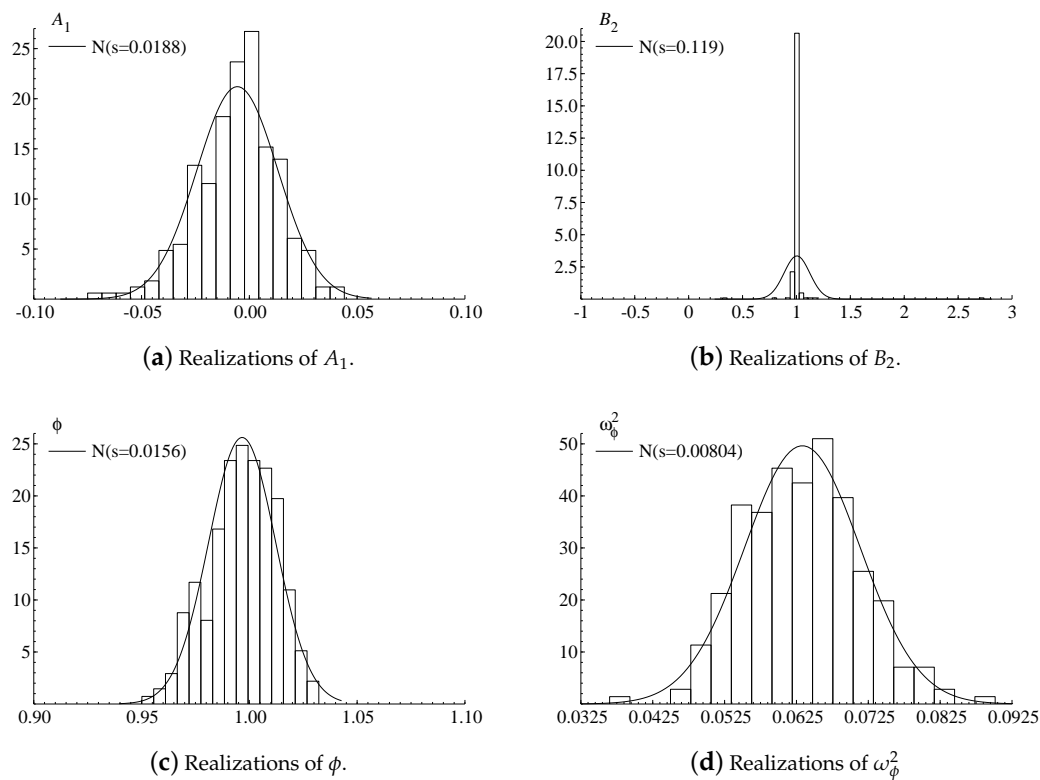 A₁
N(s=0.0188)
25
20
15
10
5
-0.10 -0.05 0.00 0.05 0.10
(a) Realizations of A₁.
B₂
N(s=0.119)
20.0
17.5
15.0
12.5
10.0
7.5
5.0
2.5
-1 -0.5 0 0.5 1 1.5 2 2.5 3
(b) Realizations of B₂.
ϕ
N(s=0.0156)
25
20
15
10
5
0.90 0.95 1.00 1.05 1.10
(c) Realizations of ϕ.
ω²ϕ
N(s=0.00804)
50
40
30
20
10
0.0325 0.0425 0.0525 0.0625 0.0725 0.0825 0.0925
(d) Realizations of ω²ϕ